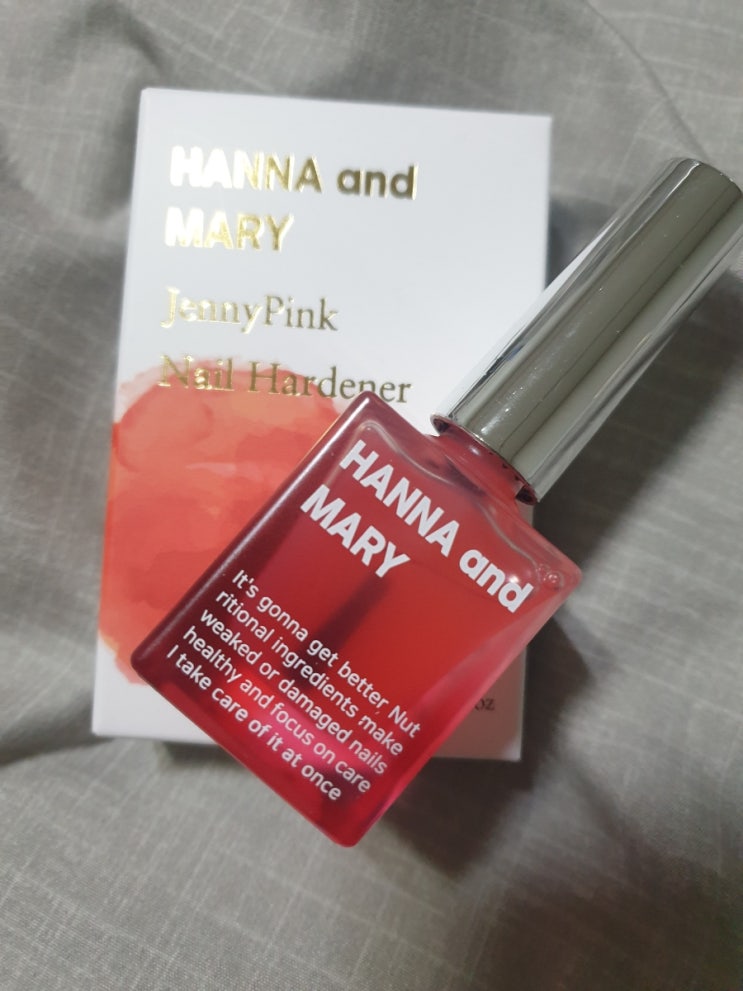 HANNA and
MARY
JennyPink
Nail Hardener
oz
HANNA and
MARY
It's gonna get better Nut
ritional ingredients make
weaked or damaged nails
healthy and focus on care
I take care of it at once